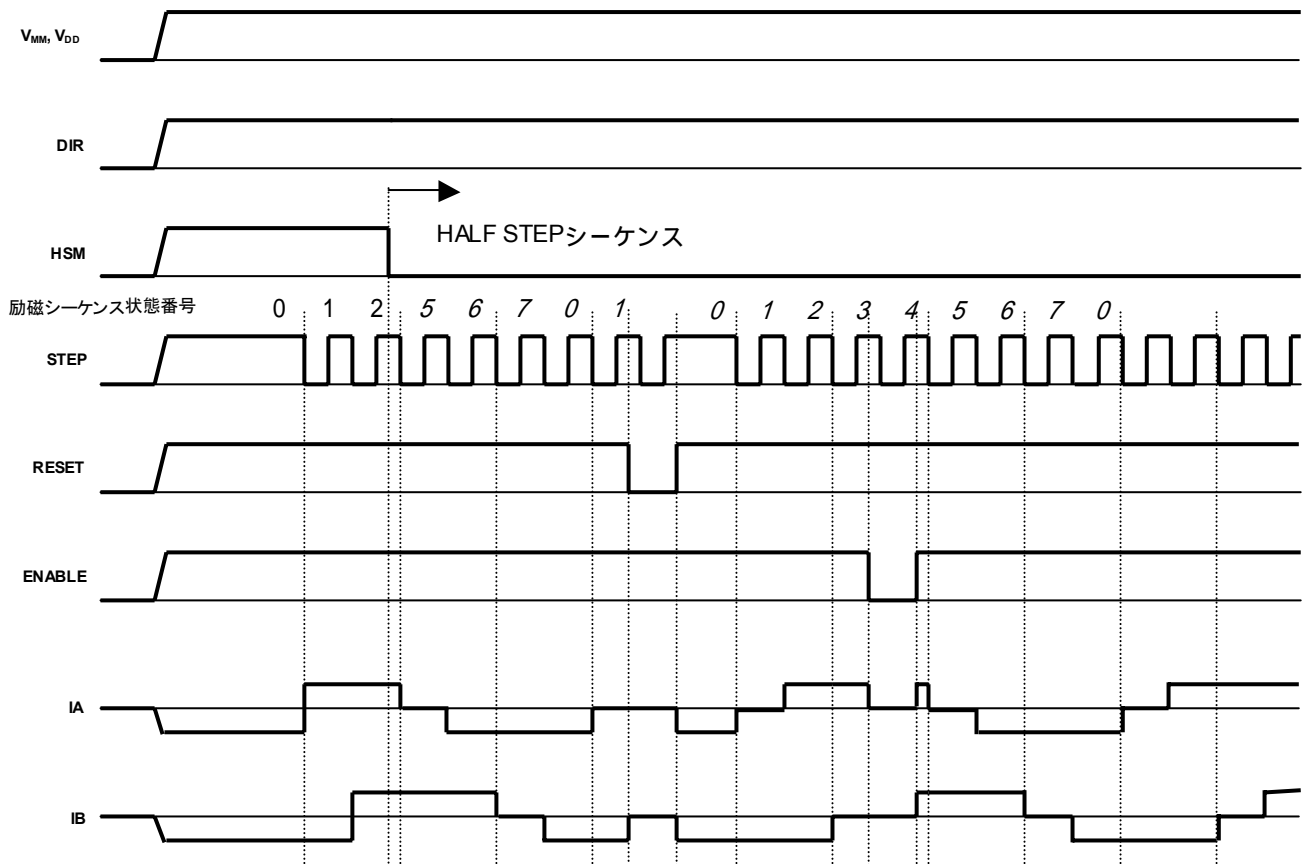 VMM, VDD
DIR
HALF STEPシーケンス
HSM
励磁シーケンス状態番号 0 1 2 5 6 7 0 1 0 1 2 3 4 5 6 7 0
STEP
RESET
ENABLE
IA
IB